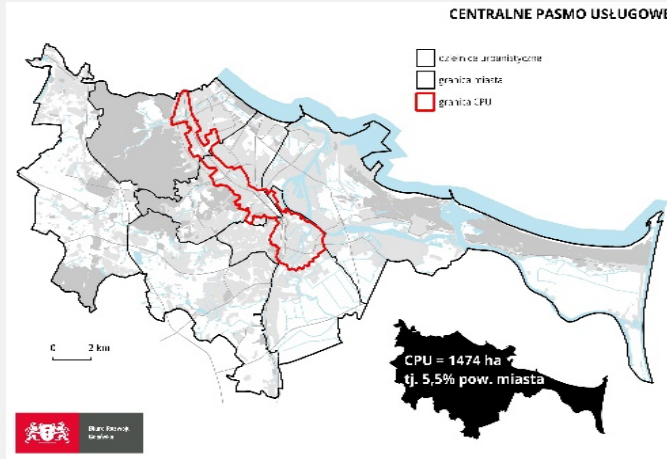 CENTRALNE PASMO USŁUGOWE
dzielnice urbanistyczne
granica miasta
granica CPU
0 2 km
CPU = 1474 ha
tj. 5,5% pow. miasta
Biuro Rozwoju
Gdańska